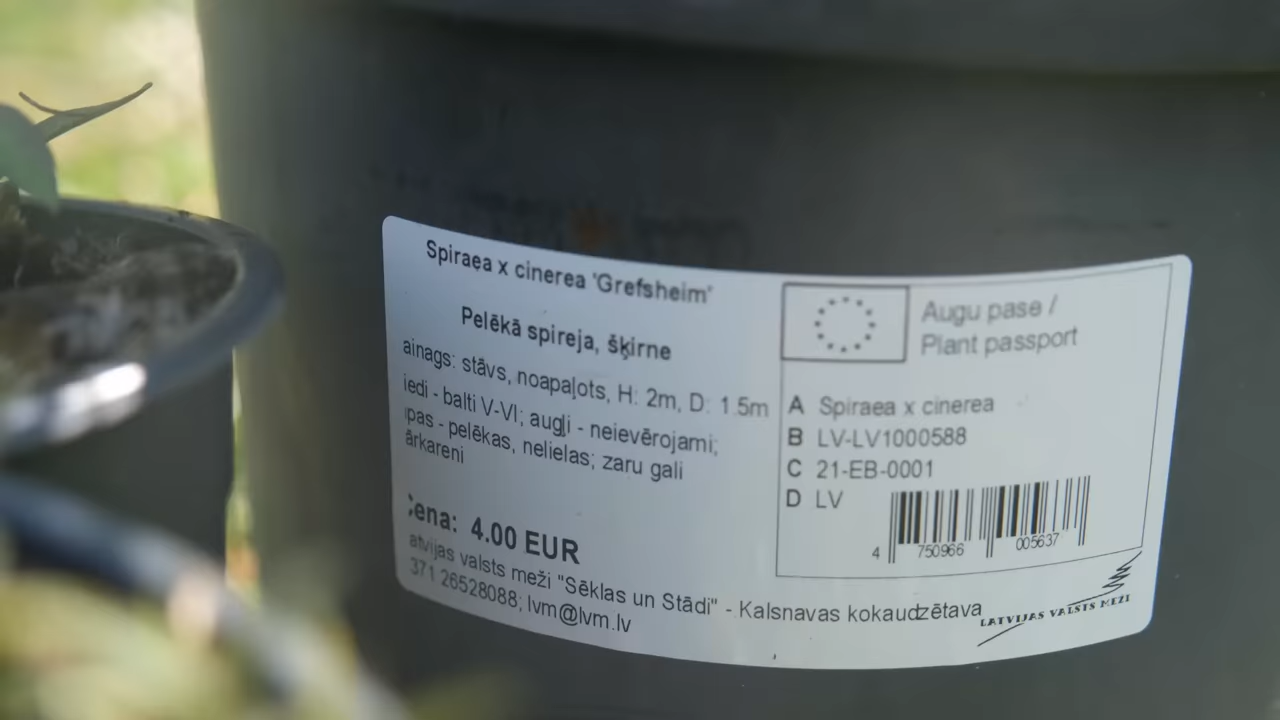 Spiraea x cinerea 'Grefsheim'
Pelēkā spireja, šķirne
ainags: stāvs, noapaļots, H: 2m, D: 1.5m
iedi - balti V-VI; augļi - neievērojami;
pas - pelēkas, nelielas; zaru gali
ārkareni
ena: 4.00 EUR
atvijas valsts meži "Sēklas un Stādi" - Kalsnavas kokaudzētava
371 26528088; lvm@lvm.lv
Augu pase /
Plant passport
A Spiraea x cinerea
B LV-LV1000588
C 21-EB-0001
D LV
4 750966 005637
LATVIJAS VALSTS MEŽI